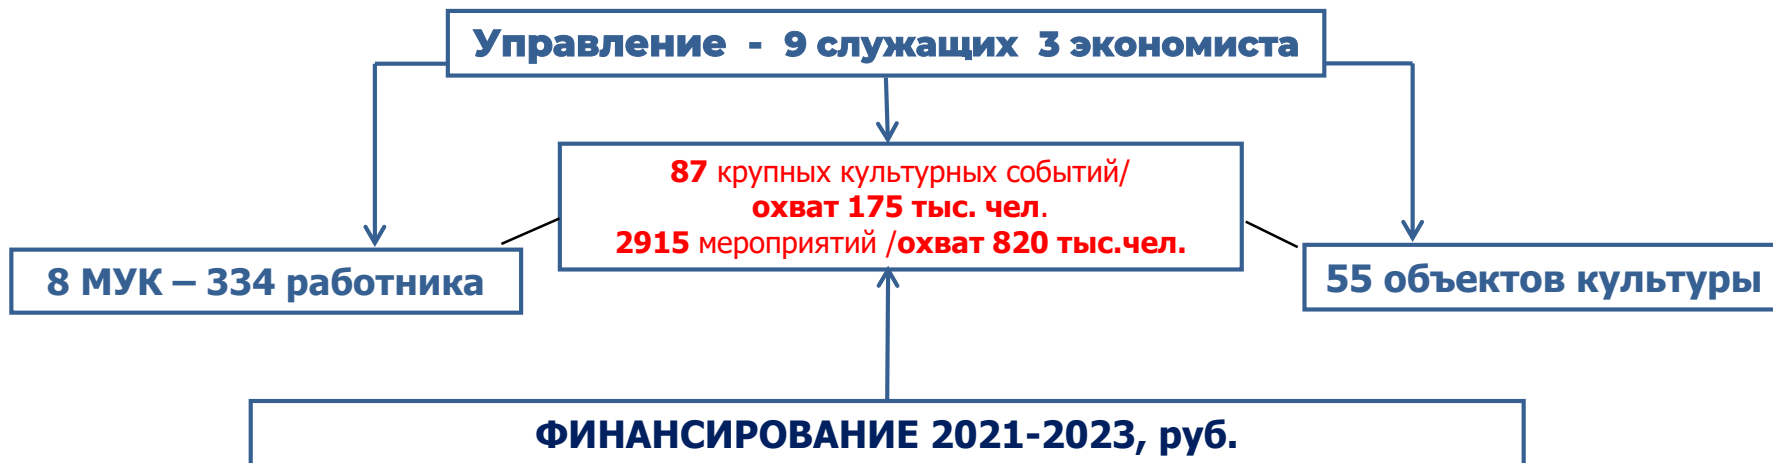 Управление - 9 служащих 3 экономиста
87 крупных культурных событий/
охват 175 тыс. чел.
2915 мероприятий /охват 820 тыс.чел.
8 МУК – 334 работника
55 объектов культуры
ФИНАНСИРОВАНИЕ 2021-2023, руб.